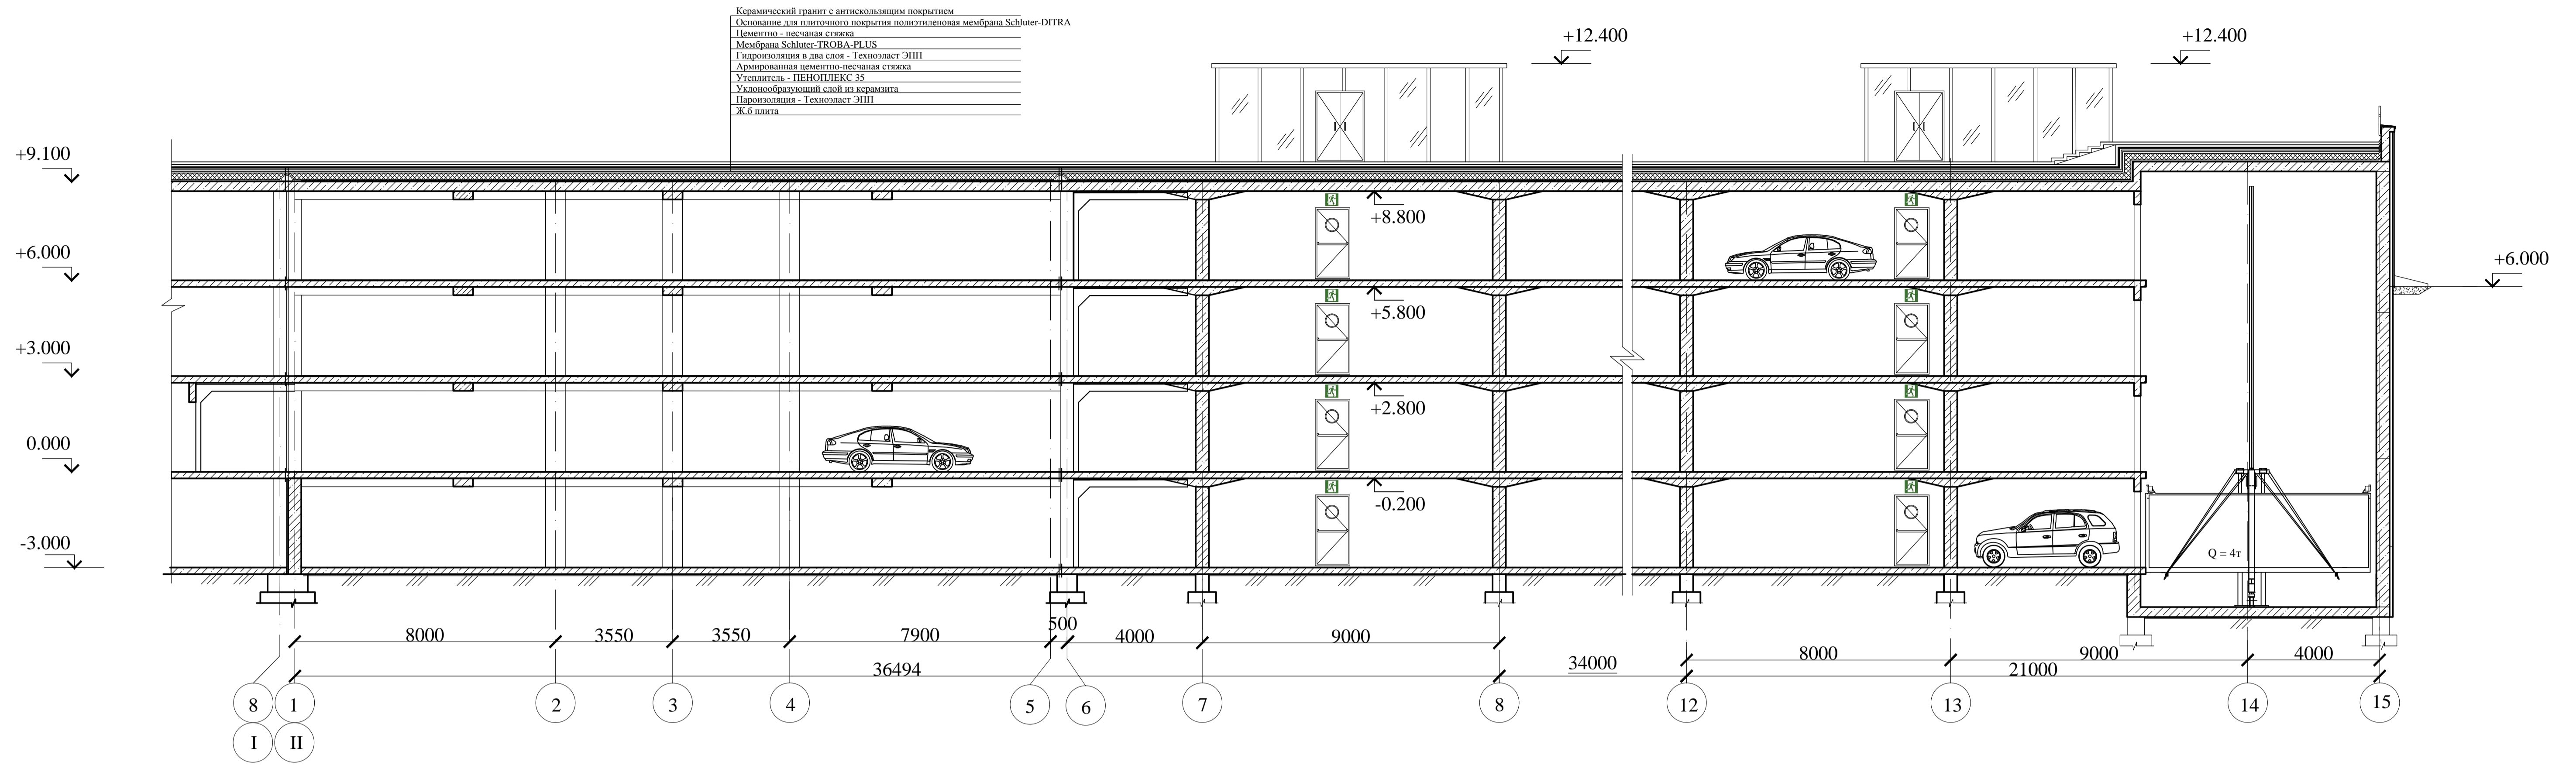 Керамический гранит с антискользящим покрытием
Основание для плиточного покрытия полиэтиленовая мембрана Schluter-DITRA
Цементно - песчаная стяжка
Мембрана Schluter-TROBA-PLUS
Гидроизоляция в два слоя - Техноэласт ЭПП
Армированная цементно-песчаная стяжка
Утеплитель - ПЕНОПЛЕКС 35
Уклонообразующий слой из керамзита
Пароизоляция - Техноэласт ЭПП
Ж.б плита
+12.400 +12.400
+9.100
+8.800
+6.000 +6.000
+5.800
+3.000
+2.800
0.000
-0.200
-3.000
Q = 4т
8000 3550 3550 7900 500 4000 9000
8000 9000 4000
36494 34000 21000
8 1 2 3 4 5 6 7 8 12 13 14 15
I II